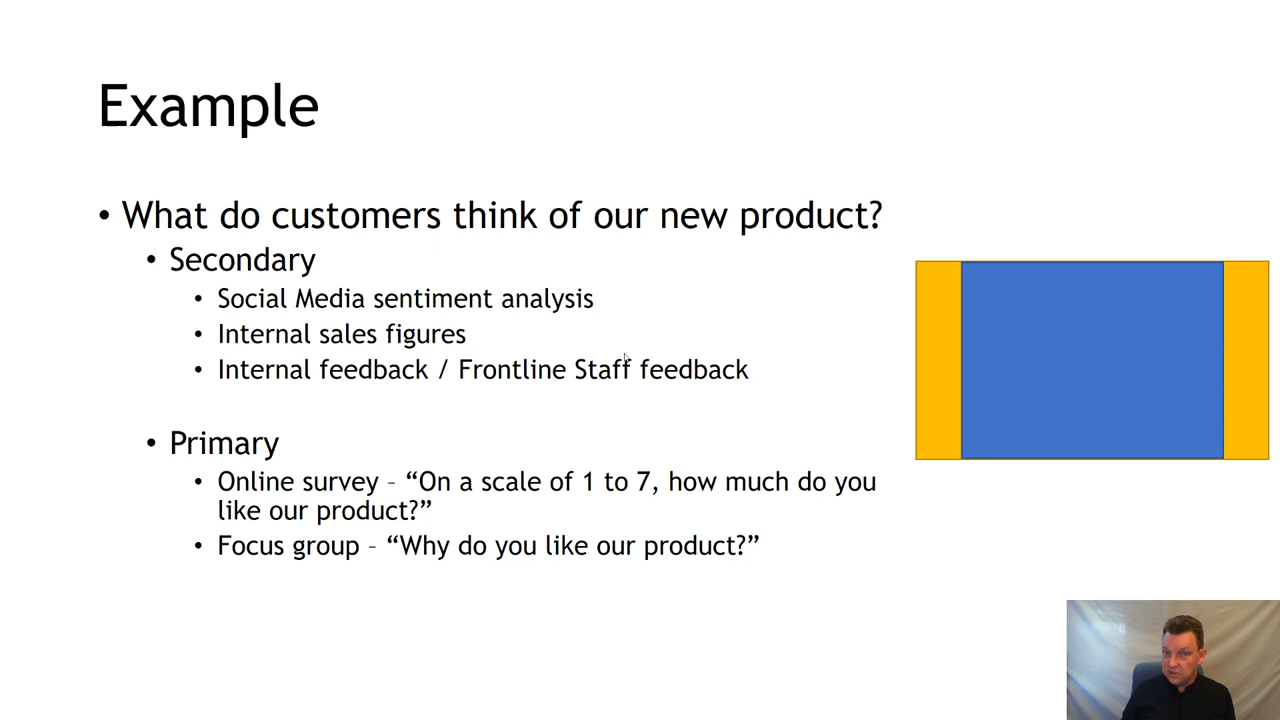 Example
• What do customers think of our new product?
• Secondary
• Social Media sentiment analysis
• Internal sales figures
• Internal feedback / Frontline Staff feedback
• Primary
• Online survey – “On a scale of 1 to 7, how much do you
like our product?”
• Focus group – “Why do you like our product?”